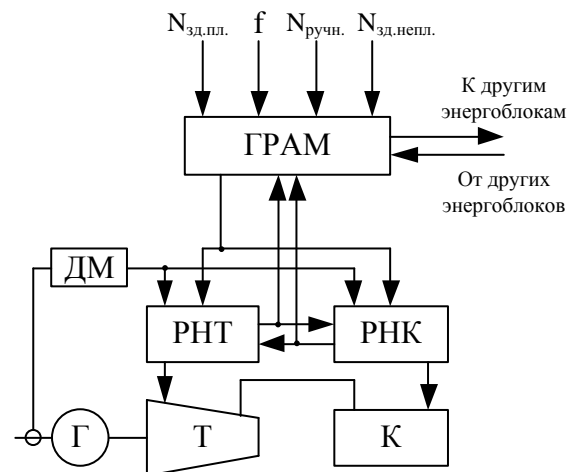 Nзд.пл. f Nручн. Nзд.непл.
К другим
энергоблокам
ГРАМ
От других
энергоблоков
ДМ
РНТ РНК
Г Т К